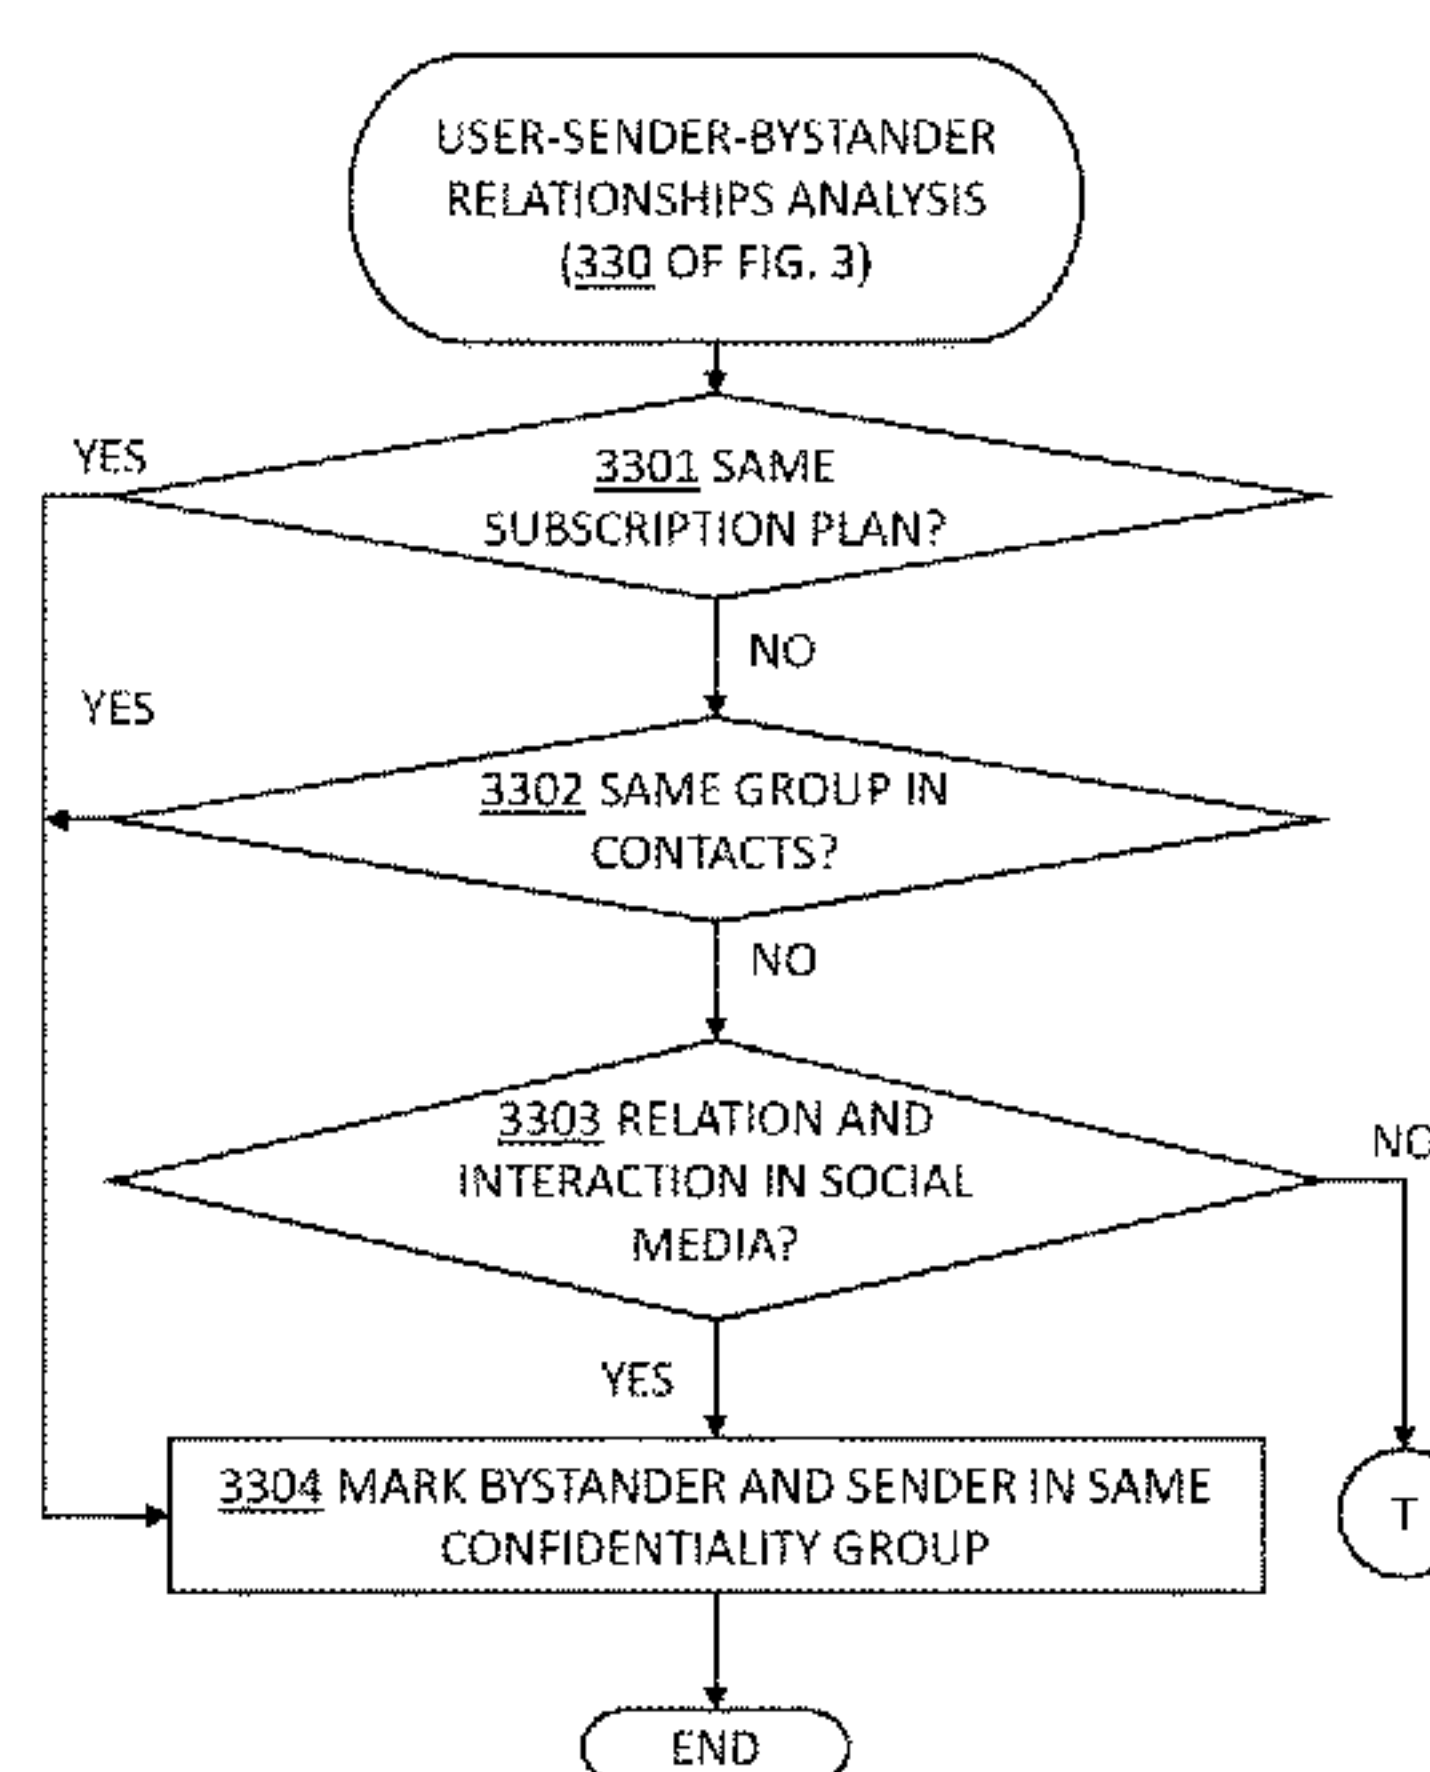 USER-SENDER-BYSTANDER
RELATIONSHIPS ANALYSIS
(330 OF FIG. 3)
YES
3301 SAME
SUBSCRIPTION PLAN?
NO
YES
3302 SAME GROUP IN
CONTACTS?
NO
3303 RELATION AND
INTERACTION IN SOCIAL
MEDIA?
NO
YES
3304 MARK BYSTANDER AND SENDER IN SAME
CONFIDENTIALITY GROUP
T
END